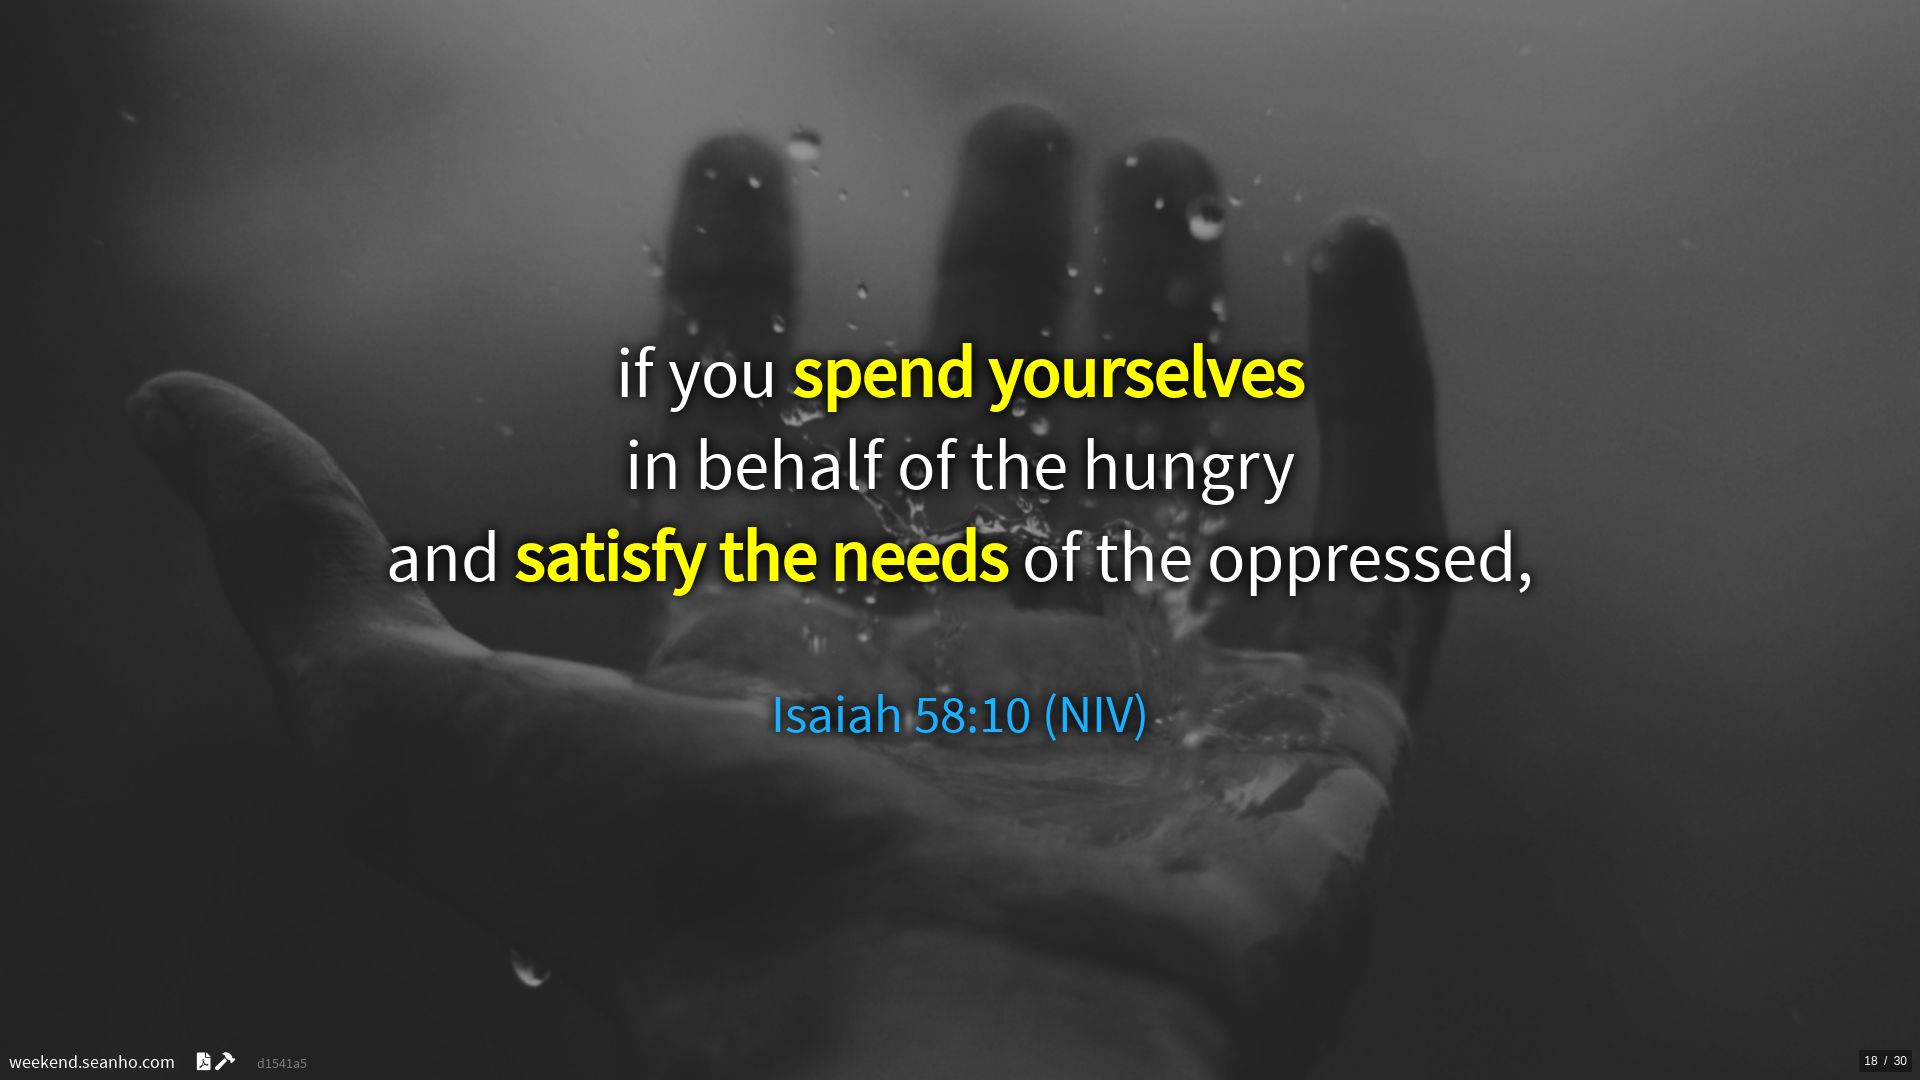 if you spend yourselves
in behalf of the hungry
and satisfy the needs of the oppressed,
Isaiah 58:10 (NIV)
weekend.seanho.com d1541a5
18 / 30